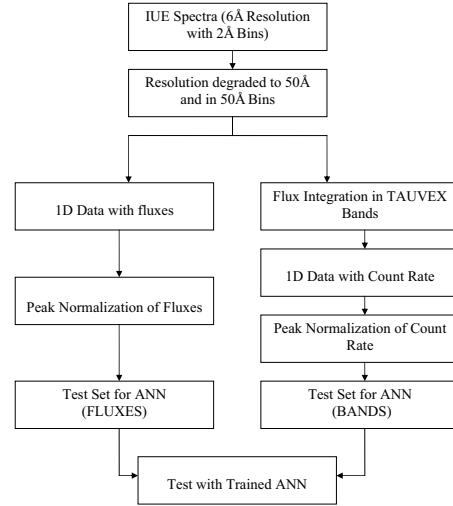 IUE Spectra (6Å Resolution
with 2Å Bins)
Resolution degraded to 50Å
and in 50Å Bins
1D Data with fluxes
Peak Normalization of Fluxes
Test Set for ANN
(FLUXES)
Flux Integration in TAUVEX
Bands
1D Data with Count Rate
Peak Normalization of Count
Rate
Test Set for ANN
(BANDS)
Test with Trained ANN